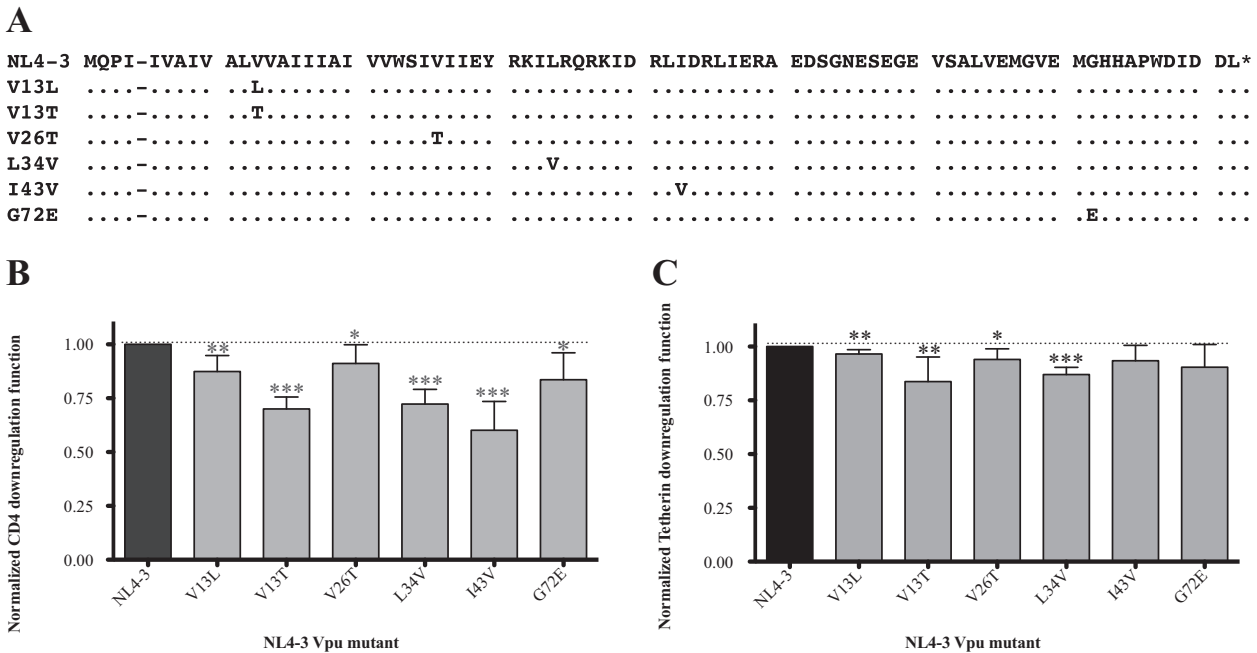 A
NL4-3 MQPI-IVAIV ALVVAIIIAI VVWSIVIIEY RKILRQRKID RLIDRLIERA EDSGNESEGE VSALVEMGVE MGHHAPWDID DL*
V13L ....-..... ..L....... .......... .......... .......... .......... .......... .......... ...
V13T ....-..... ..T....... .......... .......... .......... .......... .......... .......... ...
V26T ....-..... .......... .....T.... .......... .......... .......... .......... .......... ...
L34V ....-..... .......... .......... ...V...... .......... .......... .......... .......... ...
I43V ....-..... .......... .......... .......... ..V....... .......... .......... .......... ...
G72E ....-..... .......... .......... .......... .......... .......... .......... .E........ ...
B
Normalized CD4 downregulation function
1.00
0.75
0.50
0.25
0.00
**
***
*
***
***
*
NL4-3
V13L
V13T
V26T
L34V
I43V
G72E
NL4-3 Vpu mutant
C
Normalized Tetherin downregulation function
1.00
0.75
0.50
0.25
0.00
**
**
*
***
NL4-3
V13L
V13T
V26T
L34V
I43V
G72E
NL4-3 Vpu mutant